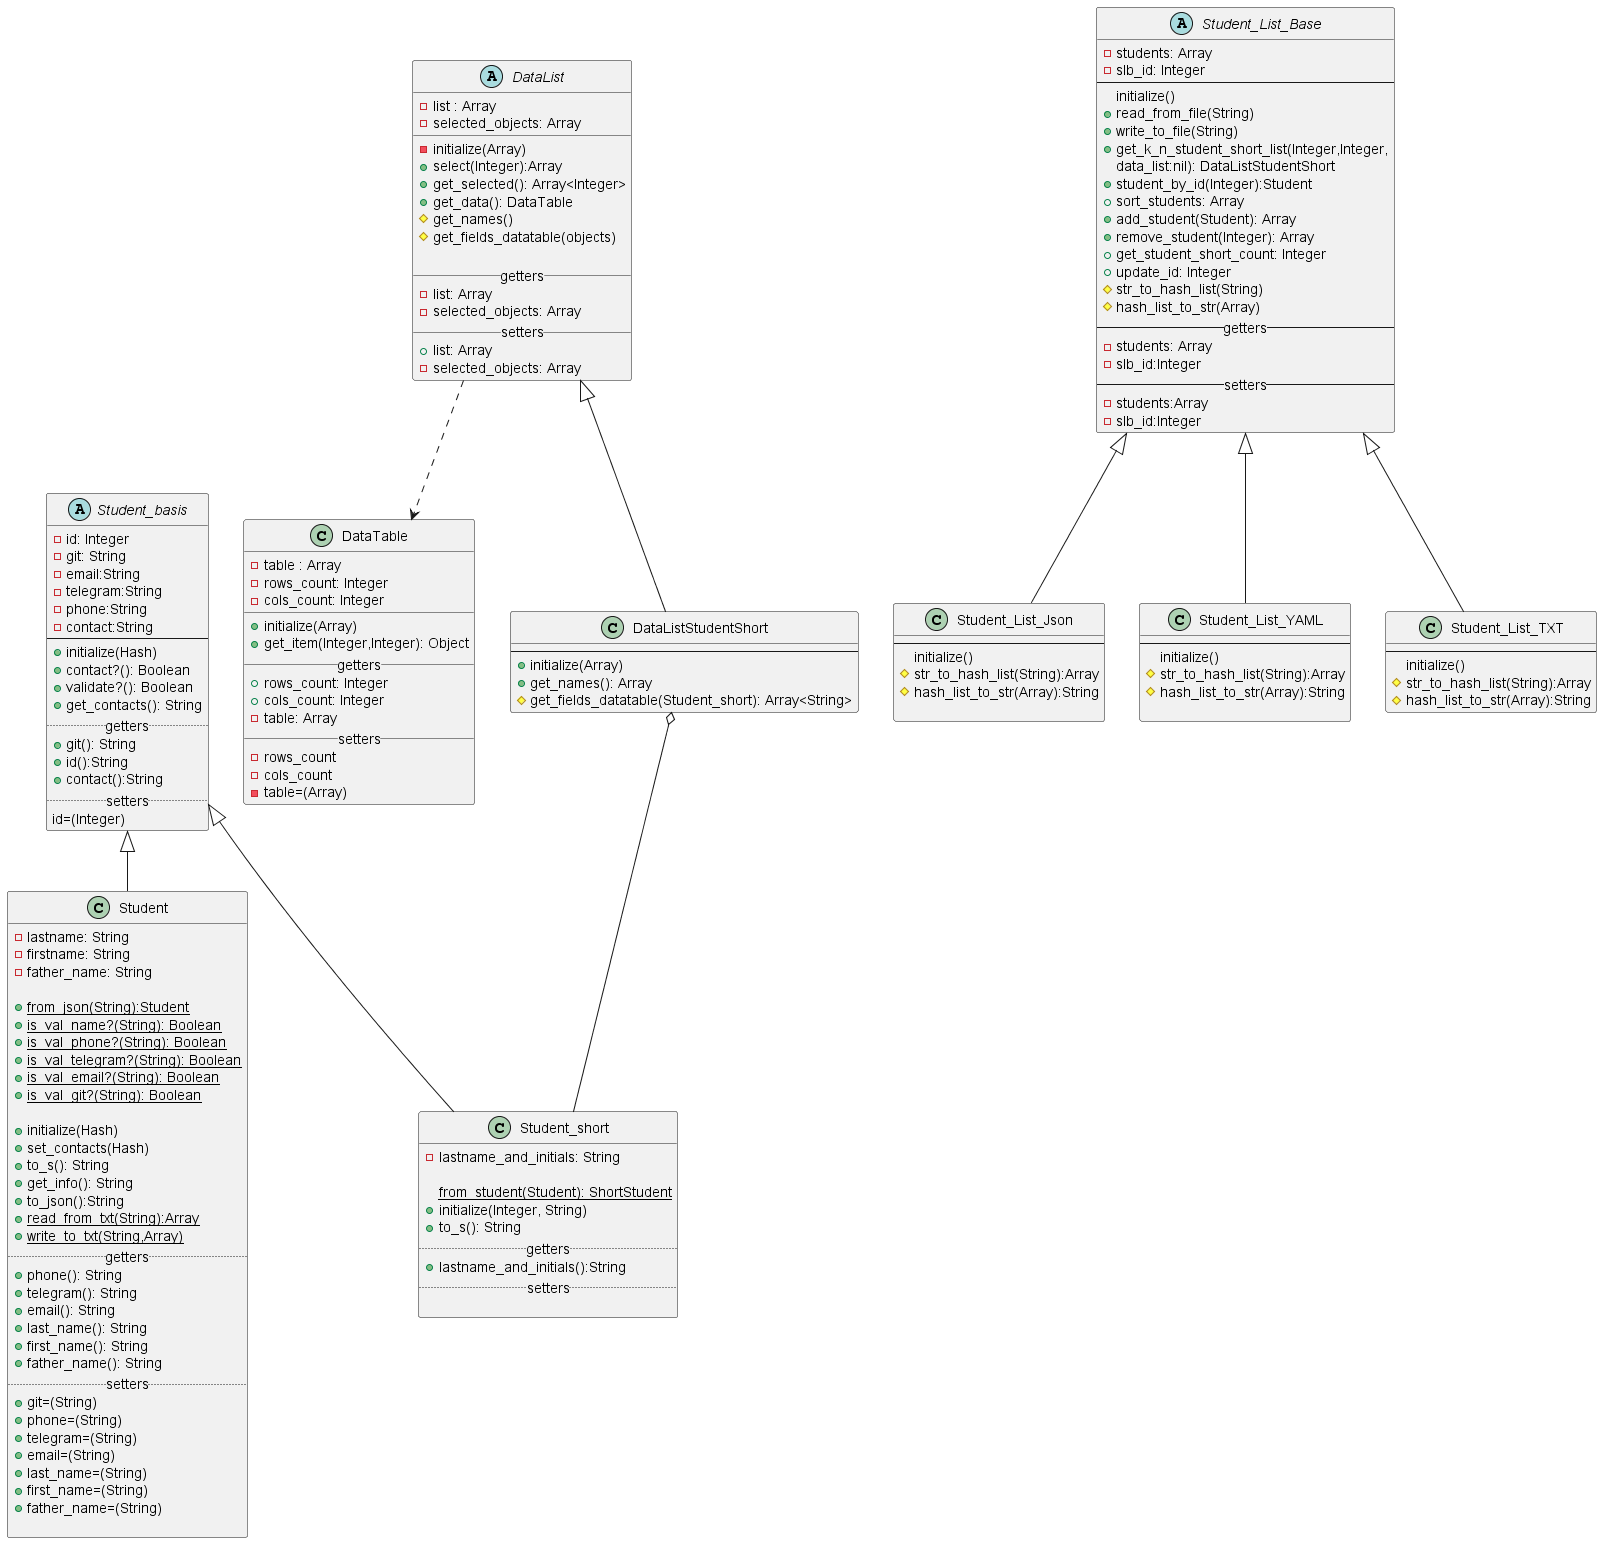 A Student_List_Base
students: Array
slb_id: Integer
initialize()
read_from_file(String)
write_to_file(String)
get_k_n_student_short_list(Integer,Integer,
data_list:nil): DataListStudentShort
student_by_id(Integer):Student
sort_students: Array
add_student(Student): Array
remove_student(Integer): Array
get_student_short_count: Integer
update_id: Integer
str_to_hash_list(String)
hash_list_to_str(Array)
getters
students: Array
slb_id:Integer
setters
students:Array
slb_id:Integer
A DataList
list : Array
selected_objects: Array
initialize(Array)
select(Integer):Array
get_selected(): Array<Integer>
get_data(): DataTable
get_names()
get_fields_datatable(objects)
getters
list: Array
selected_objects: Array
setters
list: Array
selected_objects: Array
A Student_basis
id: Integer
git: String
email:String
telegram:String
phone:String
contact:String
initialize(Hash)
contact?(): Boolean
validate?(): Boolean
get_contacts(): String
getters
git(): String
id():String
contact():String
setters
id=(Integer)
C DataTable
table : Array
rows_count: Integer
cols_count: Integer
initialize(Array)
get_item(Integer,Integer): Object
getters
rows_count: Integer
cols_count: Integer
table: Array
setters
rows_count
cols_count
table=(Array)
C DataListStudentShort
initialize(Array)
get_names(): Array
get_fields_datatable(Student_short): Array<String>
C Student_List_Json
initialize()
str_to_hash_list(String):Array
hash_list_to_str(Array):String
C Student_List_YAML
initialize()
str_to_hash_list(String):Array
hash_list_to_str(Array):String
C Student_List_TXT
initialize()
str_to_hash_list(String):Array
hash_list_to_str(Array):String
C Student
lastname: String
firstname: String
father_name: String
from_json(String):Student
is_val_name?(String): Boolean
is_val_phone?(String): Boolean
is_val_telegram?(String): Boolean
is_val_email?(String): Boolean
is_val_git?(String): Boolean
initialize(Hash)
set_contacts(Hash)
to_s(): String
get_info(): String
to_json():String
read_from_txt(String):Array
write_to_txt(String,Array)
getters
phone(): String
telegram(): String
email(): String
last_name(): String
first_name(): String
father_name(): String
setters
git=(String)
phone=(String)
telegram=(String)
email=(String)
last_name=(String)
first_name=(String)
father_name=(String)
C Student_short
lastname_and_initials: String
from_student(Student): ShortStudent
initialize(Integer, String)
to_s(): String
getters
lastname_and_initials():String
setters